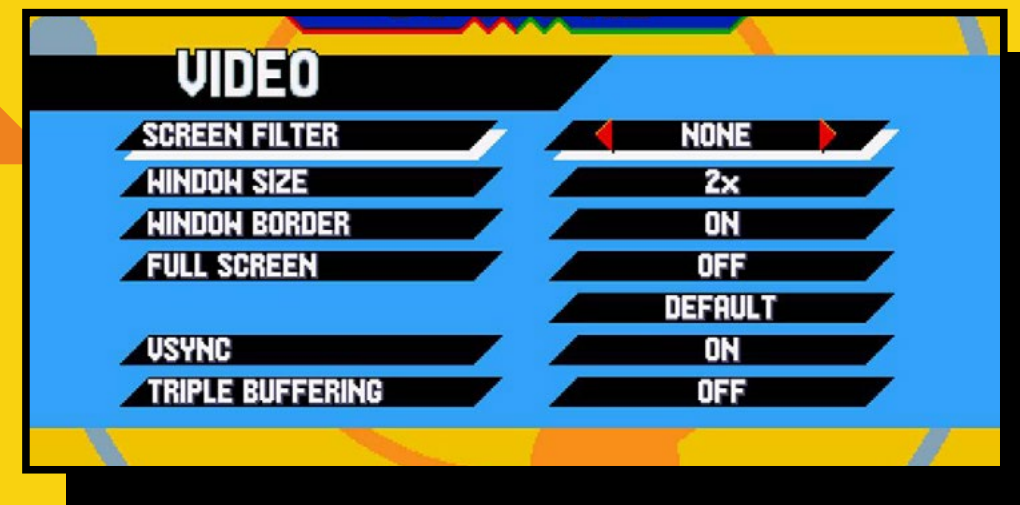 VIDEO
SCREEN FILTER NONE
WINDOW SIZE 2x
WINDOW BORDER ON
FULL SCREEN OFF
DEFAULT
VSYNC ON
TRIPLE BUFFERING OFF